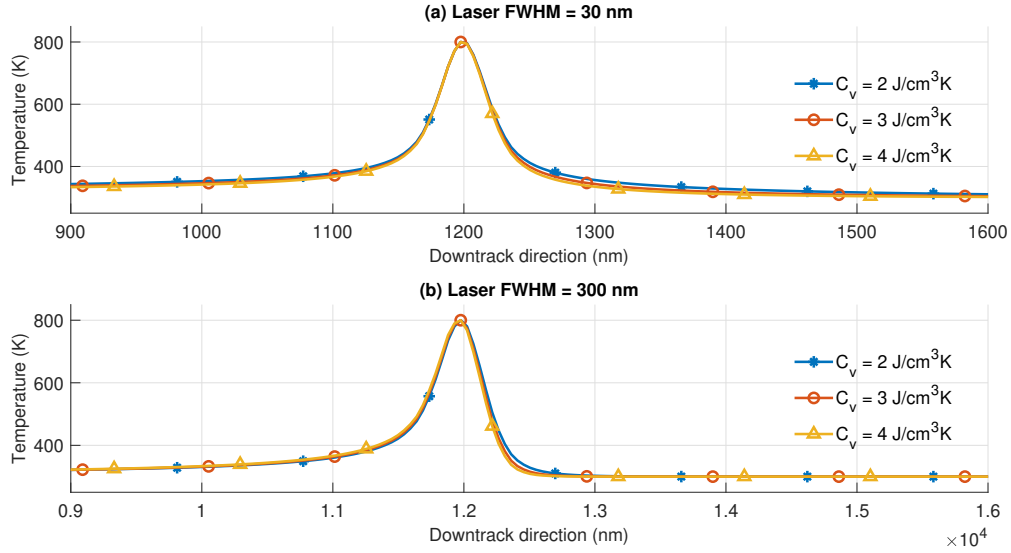 (a) Laser FWHM = 30 nm
Temperature (K)
800
600
400
C_v = 2 J/cm^3K
C_v = 3 J/cm^3K
C_v = 4 J/cm^3K
900 1000 1100 1200 1300 1400 1500 1600
Downtrack direction (nm)
(b) Laser FWHM = 300 nm
Temperature (K)
800
600
400
C_v = 2 J/cm^3K
C_v = 3 J/cm^3K
C_v = 4 J/cm^3K
0.9 1 1.1 1.2 1.3 1.4 1.5 1.6
Downtrack direction (nm)
×10^4